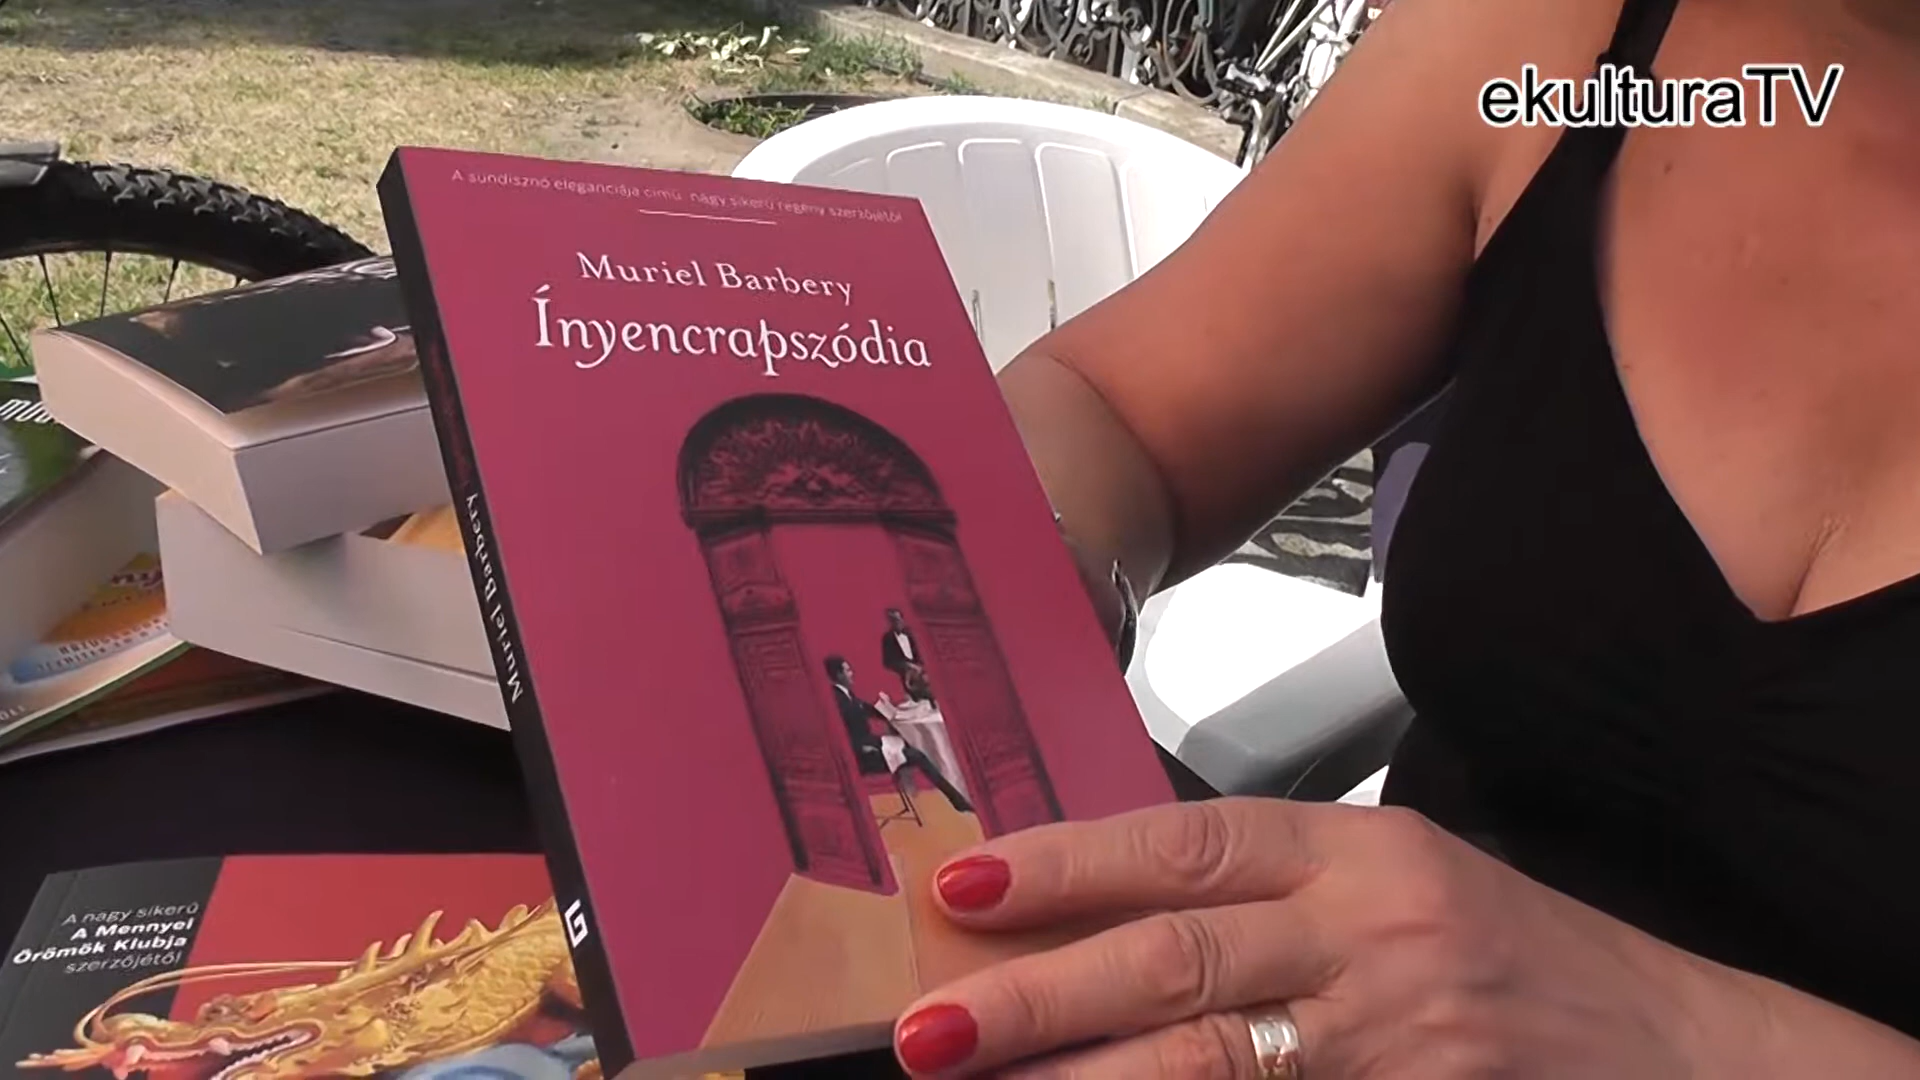 ekulturaTV
A sündisznó eleganciája című, nagy sikerű regény szerzőjétől
Muriel Barbery
Ínyencrapszódia
Muriel Barbery
G
A nagy sikerű
A Mennyei
Örömök Klubja
szerzőjétől